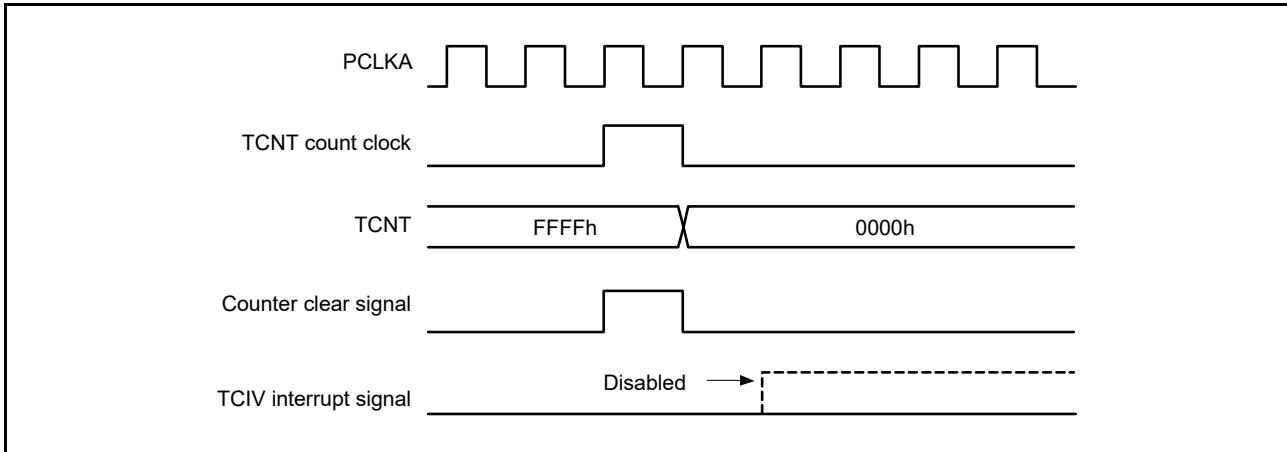 PCLKA
TCNT count clock
TCNT
FFFFh
0000h
Counter clear signal
Disabled
TCIV interrupt signal